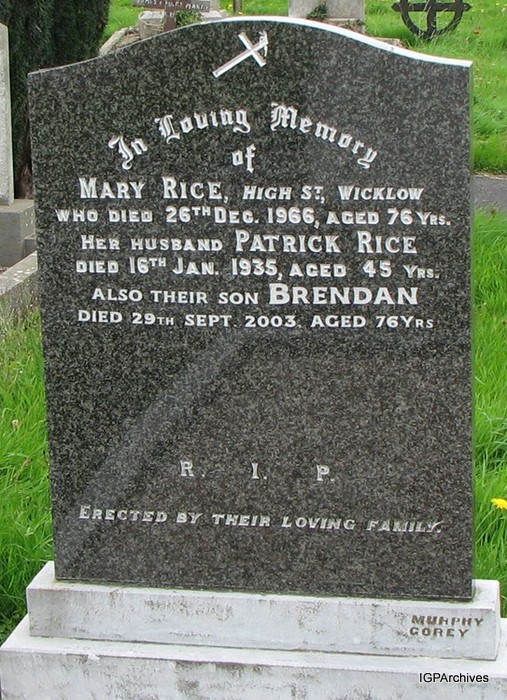 In Loving Memory
of
MARY RICE, HIGH ST, WICKLOW
WHO DIED 26TH DEC. 1966, AGED 76 YRS.
HER HUSBAND PATRICK RICE
DIED 16TH JAN. 1935, AGED 45 YRS.
ALSO THEIR SON BRENDAN
DIED 29TH SEPT. 2003. AGED 76YRS
R. I. P.
ERECTED BY THEIR LOVING FAMILY.
MURPHY
GOREY
IGPArchives